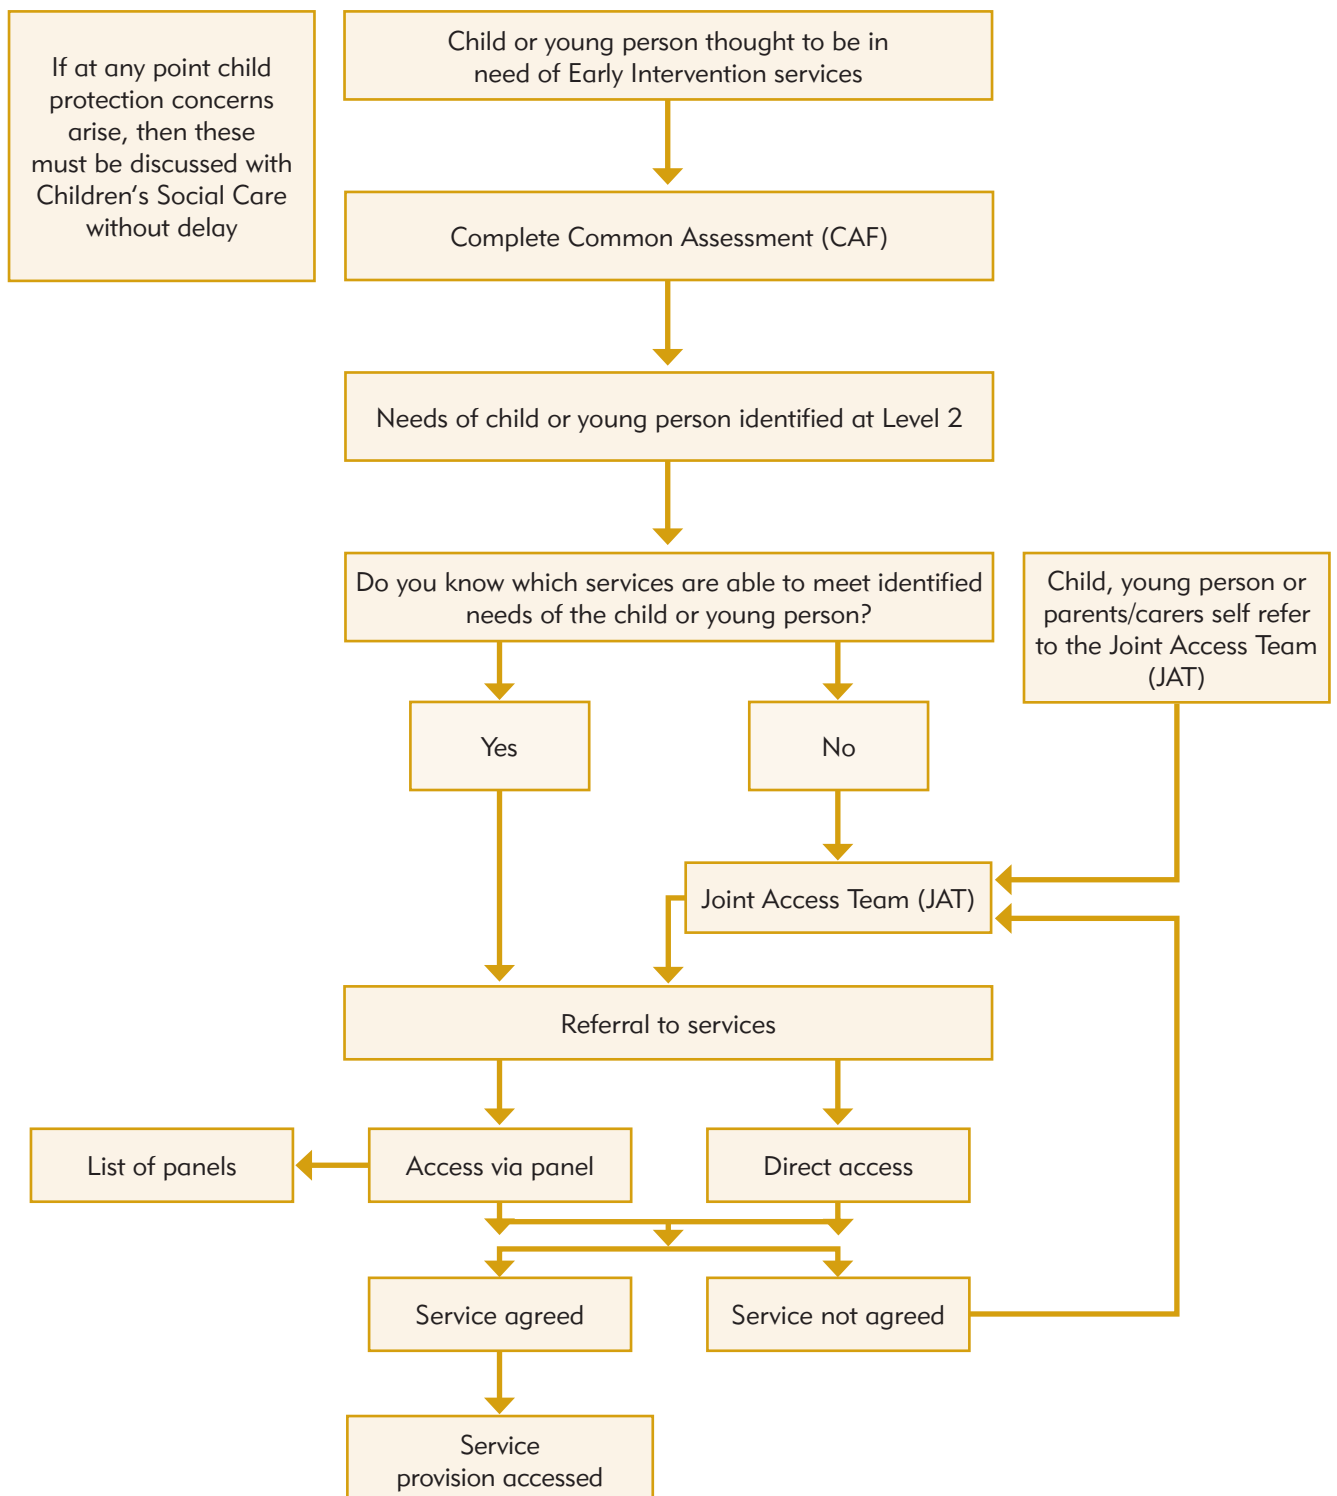 If at any point child
protection concerns
arise, then these
must be discussed with
Children‘s Social Care
without delay
Child or young person thought to be in
need of Early Intervention services
Complete Common Assessment (CAF)
Needs of child or young person identified at Level 2
Do you know which services are able to meet identified
needs of the child or young person?
Child, young person or
parents/carers self refer
to the Joint Access Team
(JAT)
Yes
No
Joint Access Team (JAT)
Referral to services
List of panels
Access via panel
Direct access
Service agreed
Service not agreed
Service
provision accessed